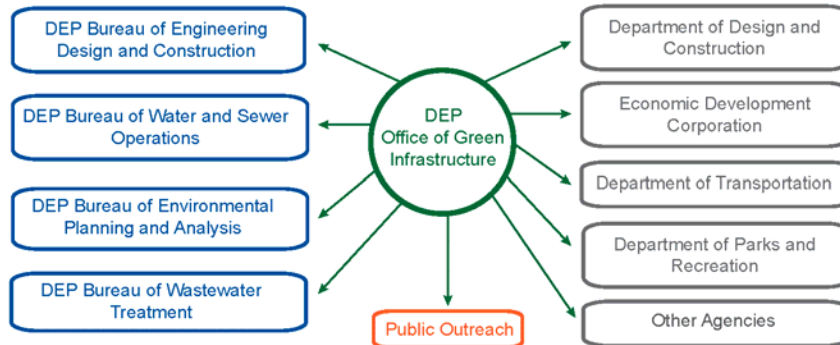 DEP Bureau of Engineering
Design and Construction
DEP Bureau of Water and Sewer
Operations
DEP Bureau of Environmental
Planning and Analysis
DEP Bureau of Wastewater
Treatment
DEP
Office of Green
Infrastructure
Public Outreach
Department of Design and
Construction
Economic Development
Corporation
Department of Transportation
Department of Parks and
Recreation
Other Agencies